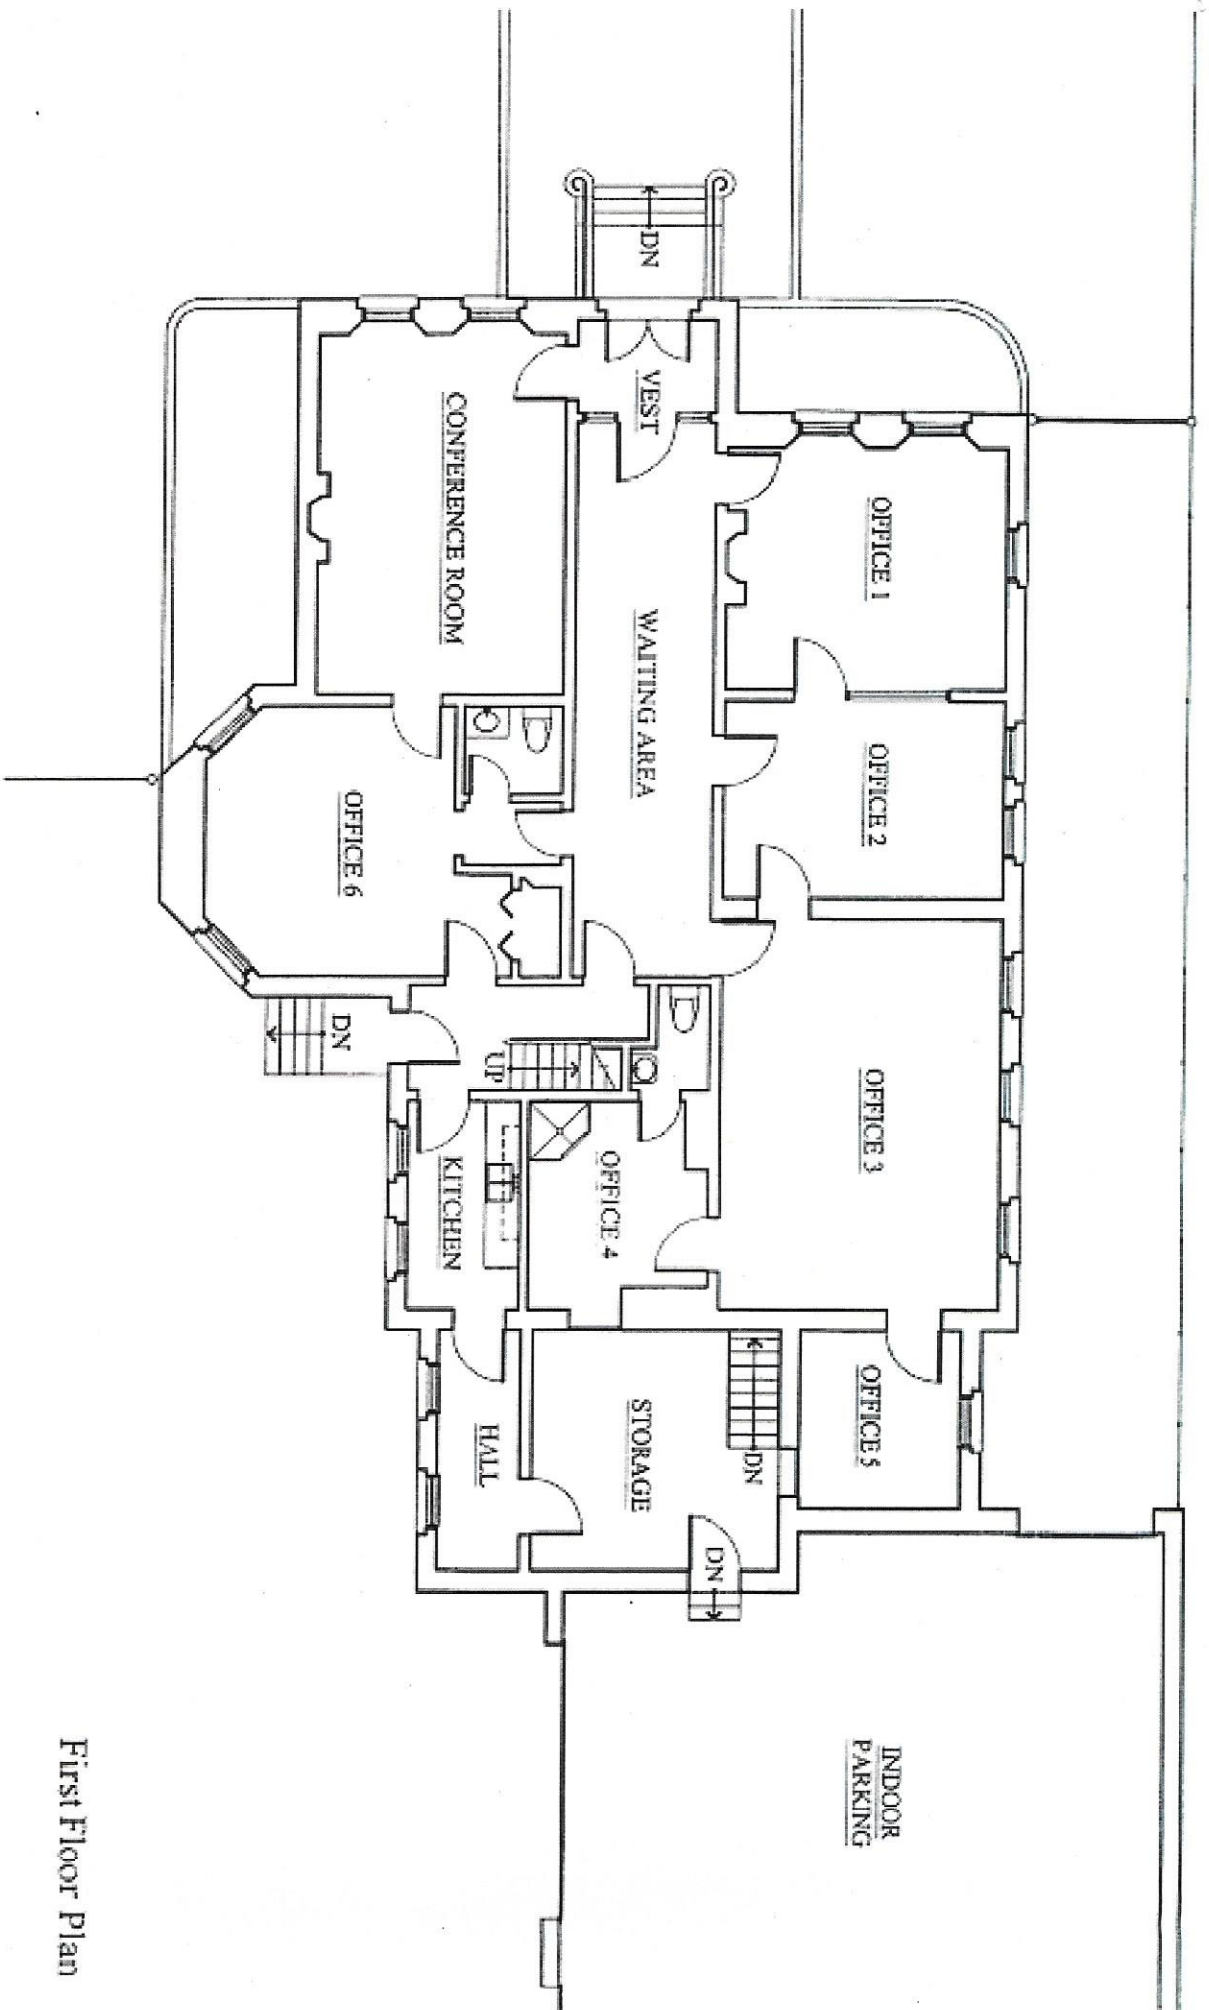 OFFICE 1
OFFICE 2
OFFICE 3
OFFICE 5
INDOOR
PARKING
DN
VEST
WAITING AREA
OFFICE 4
STORAGE
DN
DN
CONFERENCE ROOM
UP
KITCHEN
HALL
OFFICE 6
DN
First Floor Plan